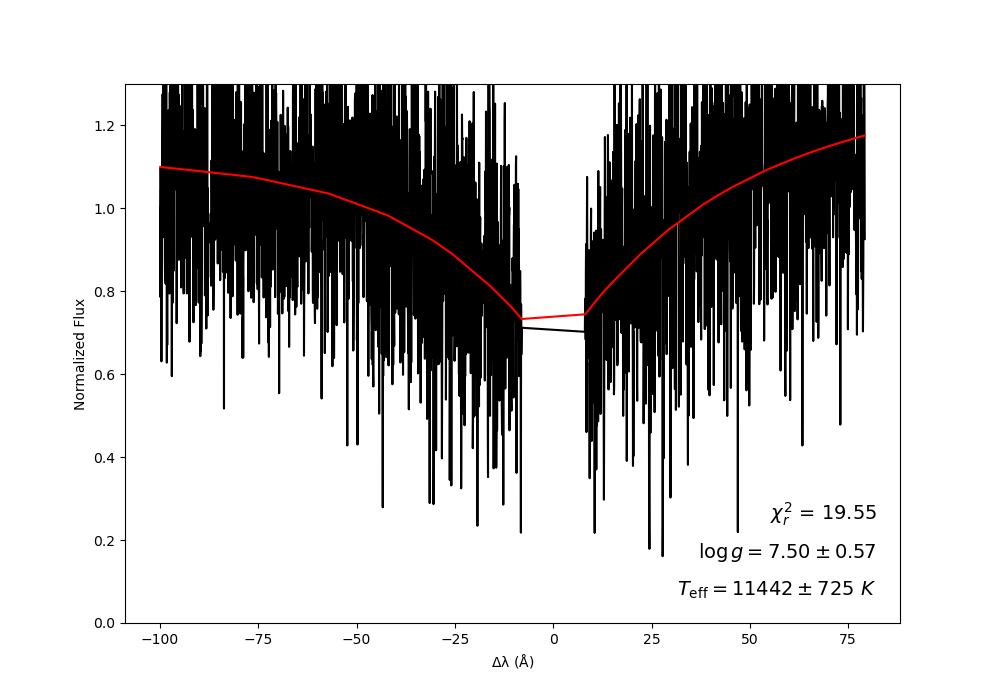 1.2
1.0
0.8
0.6
0.4
0.2
0.0
Normalized Flux
χ²ᵣ = 19.55
log g = 7.50 ± 0.57
T_eff = 11442 ± 725 K
−100 −75 −50 −25 0 25 50 75
Δλ (Å)